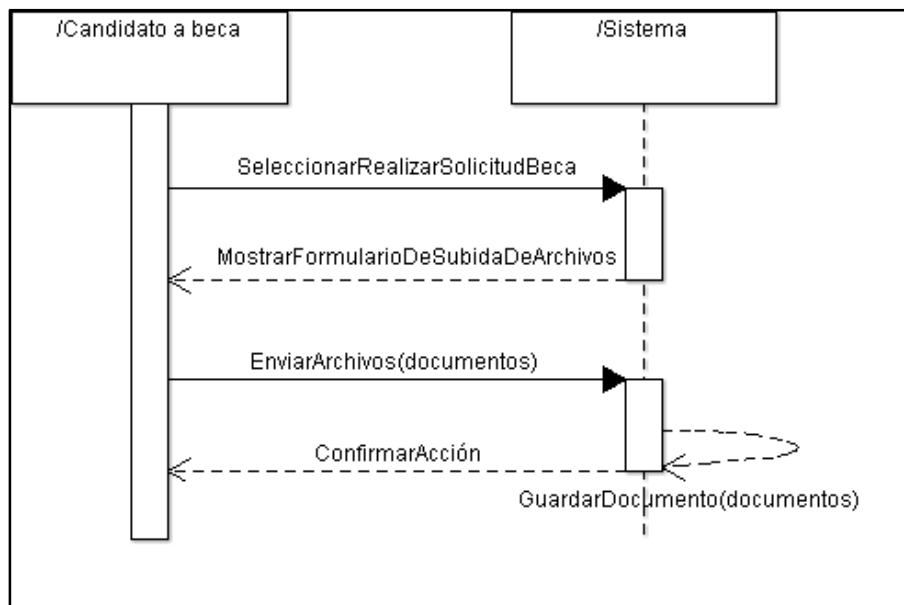 /Candidato a beca
/Sistema
SeleccionarRealizarSolicitudBeca
MostrarFormularioDeSubidaDeArchivos
EnviarArchivos(documentos)
ConfirmarAcción
GuardarDocumento(documentos)